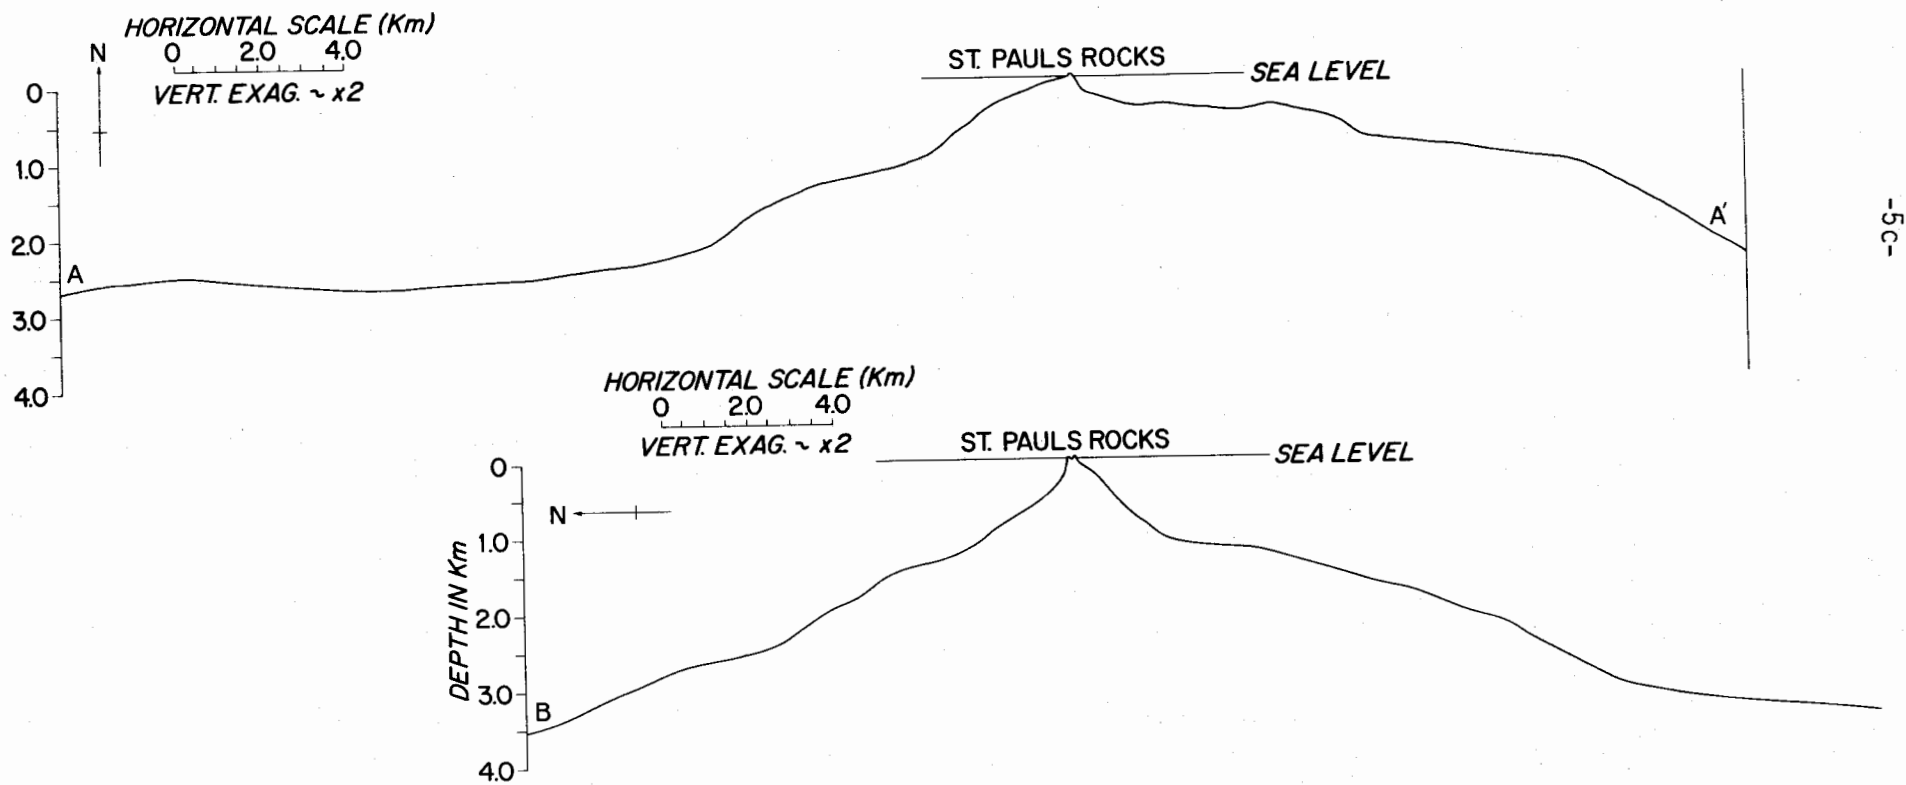 HORIZONTAL SCALE (Km)
0 2.0 4.0
VERT. EXAG. ~ x2
N
ST. PAULS ROCKS
SEA LEVEL
0
1.0
2.0
3.0
4.0
A
A'
-5c-
HORIZONTAL SCALE (Km)
0 2.0 4.0
VERT. EXAG. ~ x2
ST. PAULS ROCKS
SEA LEVEL
N
DEPTH IN Km
0
1.0
2.0
3.0
4.0
B